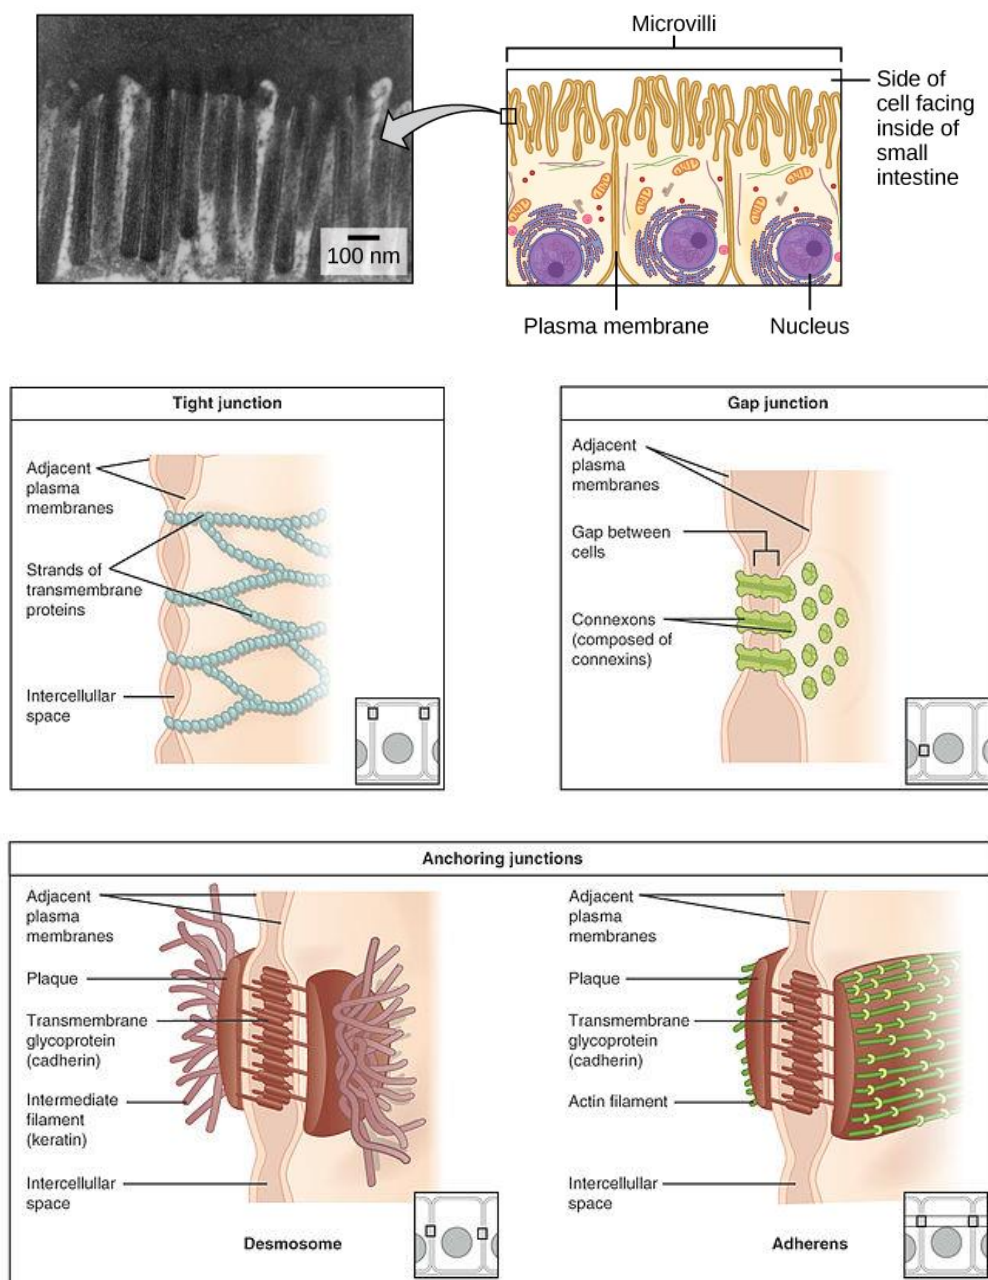 Microvilli
Side of
cell facing
inside of
small
intestine
100 nm
Plasma membrane
Nucleus
Tight junction
Adjacent
plasma
membranes
Strands of
transmembrane
proteins
Intercellullar
space
Gap junction
Adjacent
plasma
membranes
Gap between
cells
Connexons
(composed of
connexins)
Anchoring junctions
Adjacent
plasma
membranes
Plaque
Transmembrane
glycoprotein
(cadherin)
Intermediate
filament
(keratin)
Intercellullar
space
Desmosome
Adjacent
plasma
membranes
Plaque
Transmembrane
glycoprotein
(cadherin)
Actin filament
Intercellullar
space
Adherens